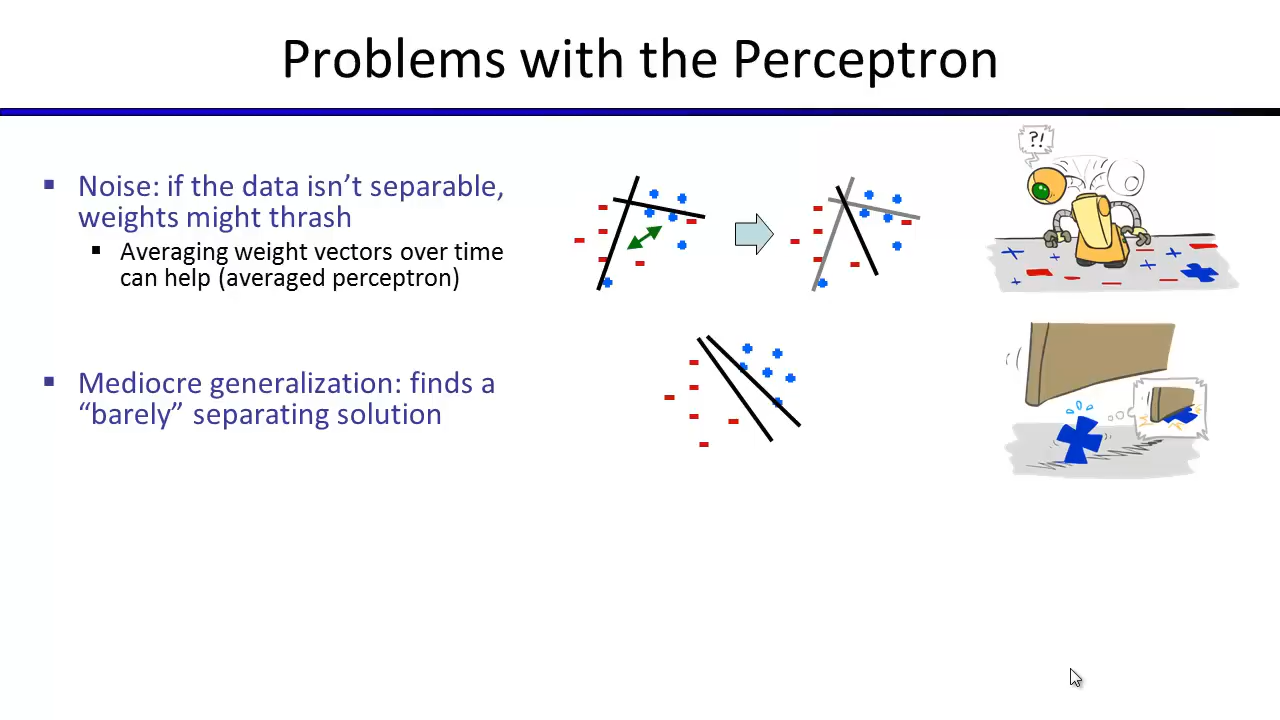 Problems with the Perceptron
▪ Noise: if the data isn't separable,
weights might thrash
▪ Averaging weight vectors over time
can help (averaged perceptron)
?!
▪ Mediocre generalization: finds a
“barely” separating solution